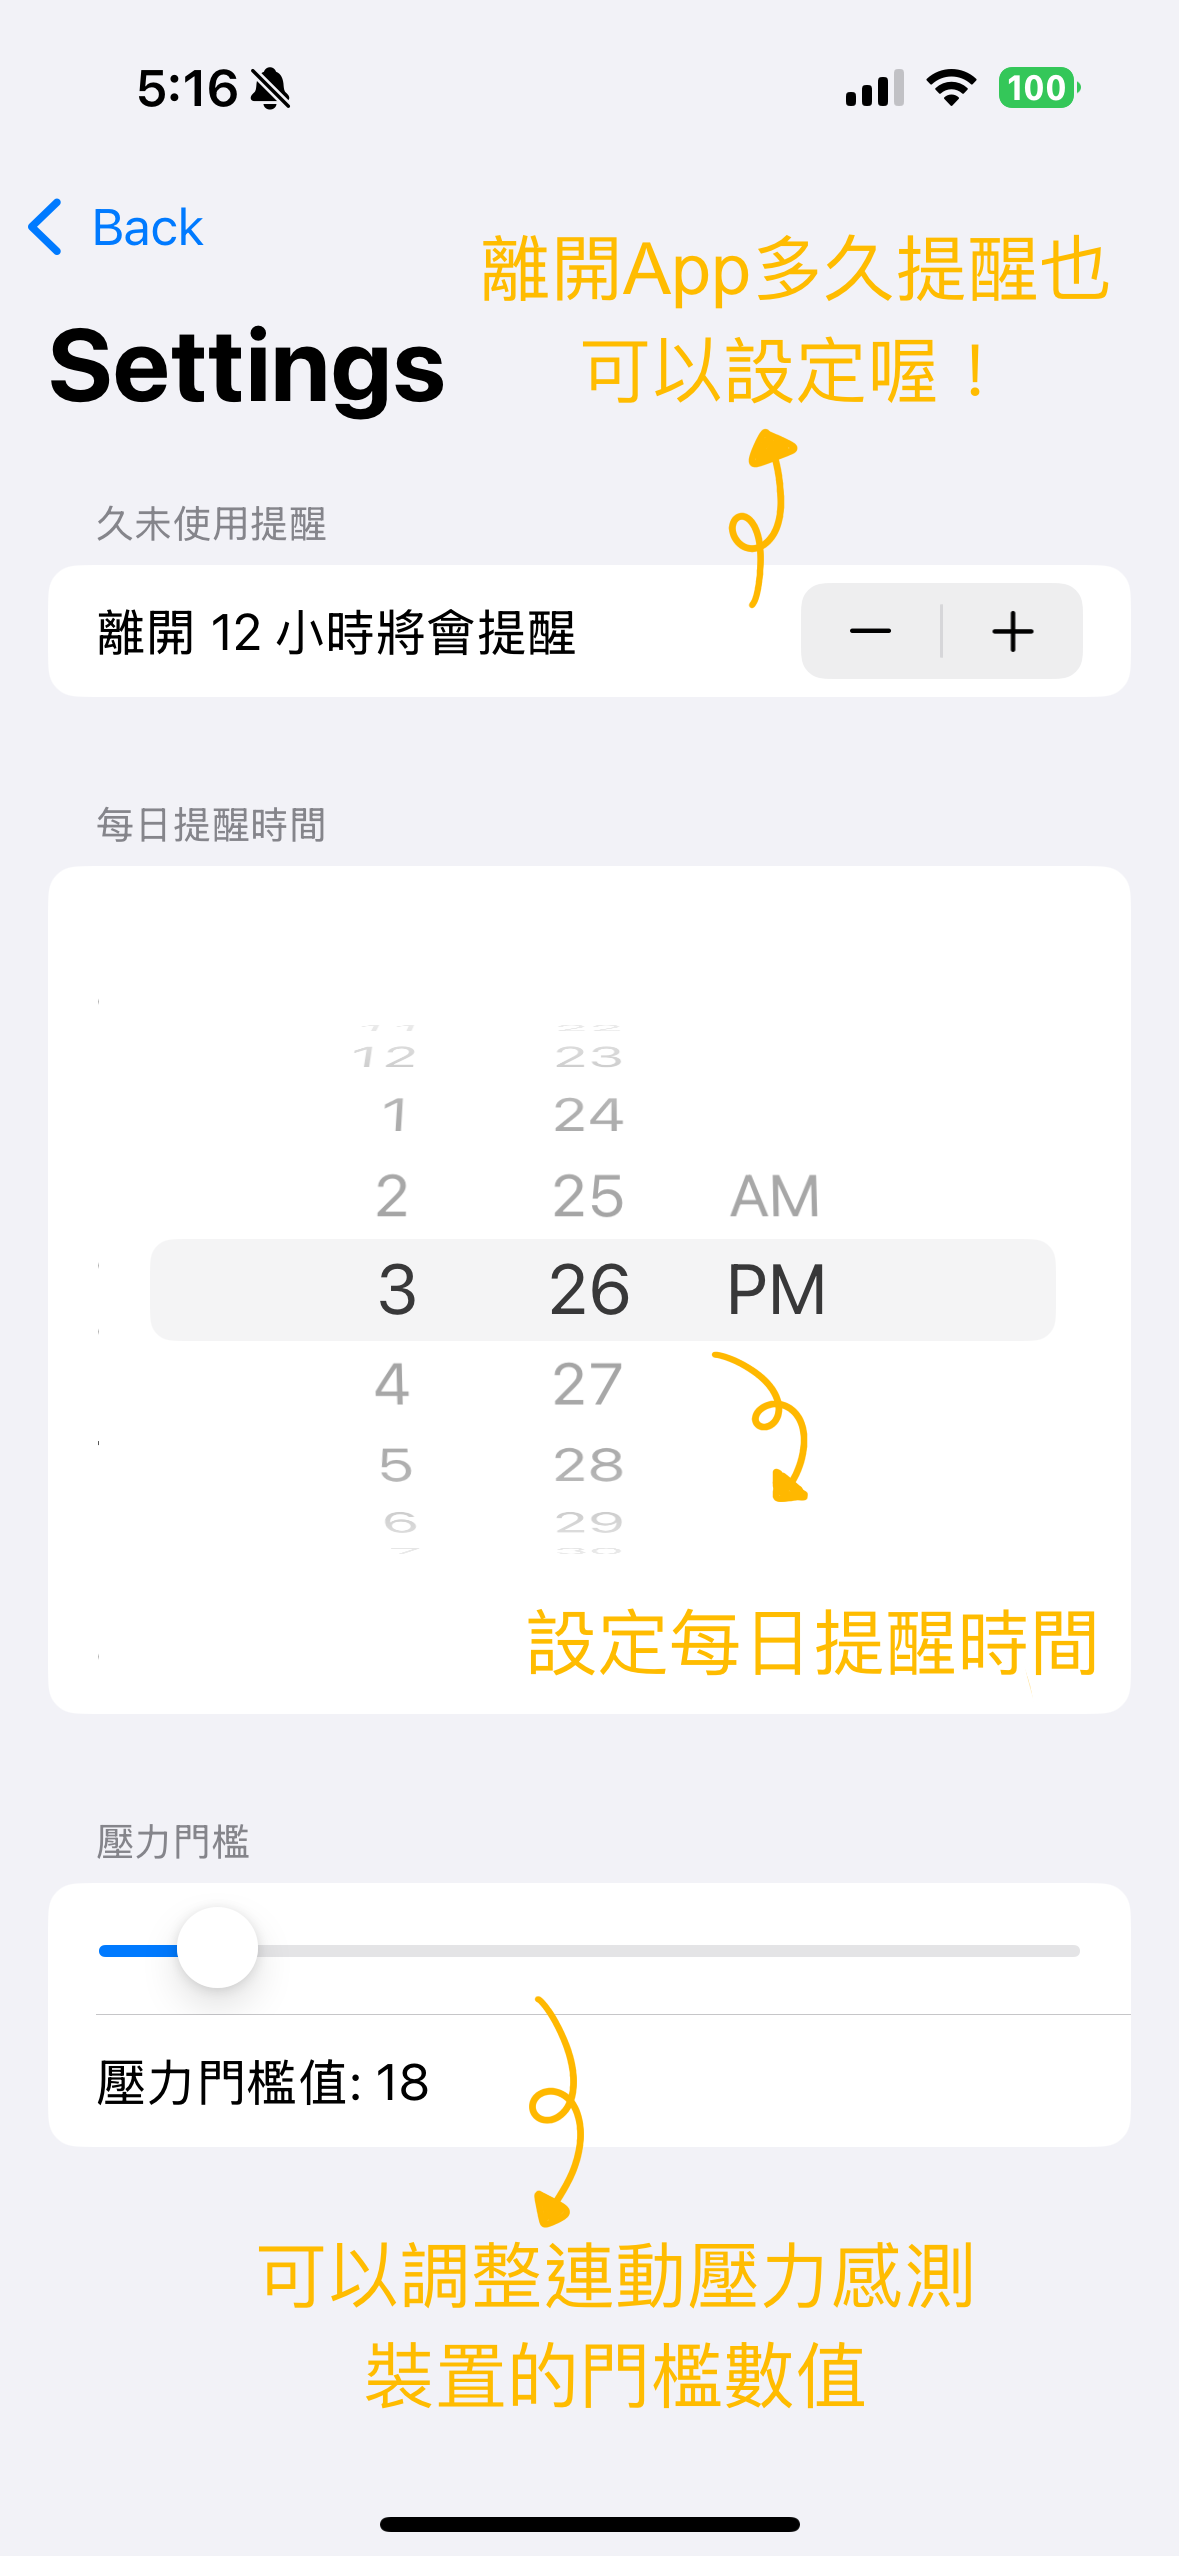 5:16
100
Back
離開App多久提醒也
可以設定喔！
Settings
久未使用提醒
離開 12 小時將會提醒
每日提醒時間
11 22
12 23
1 24
2 25 AM
3 26 PM
4 27
5 28
6 29
7 30
設定每日提醒時間
壓力門檻
壓力門檻值: 18
可以調整連動壓力感測
裝置的門檻數值